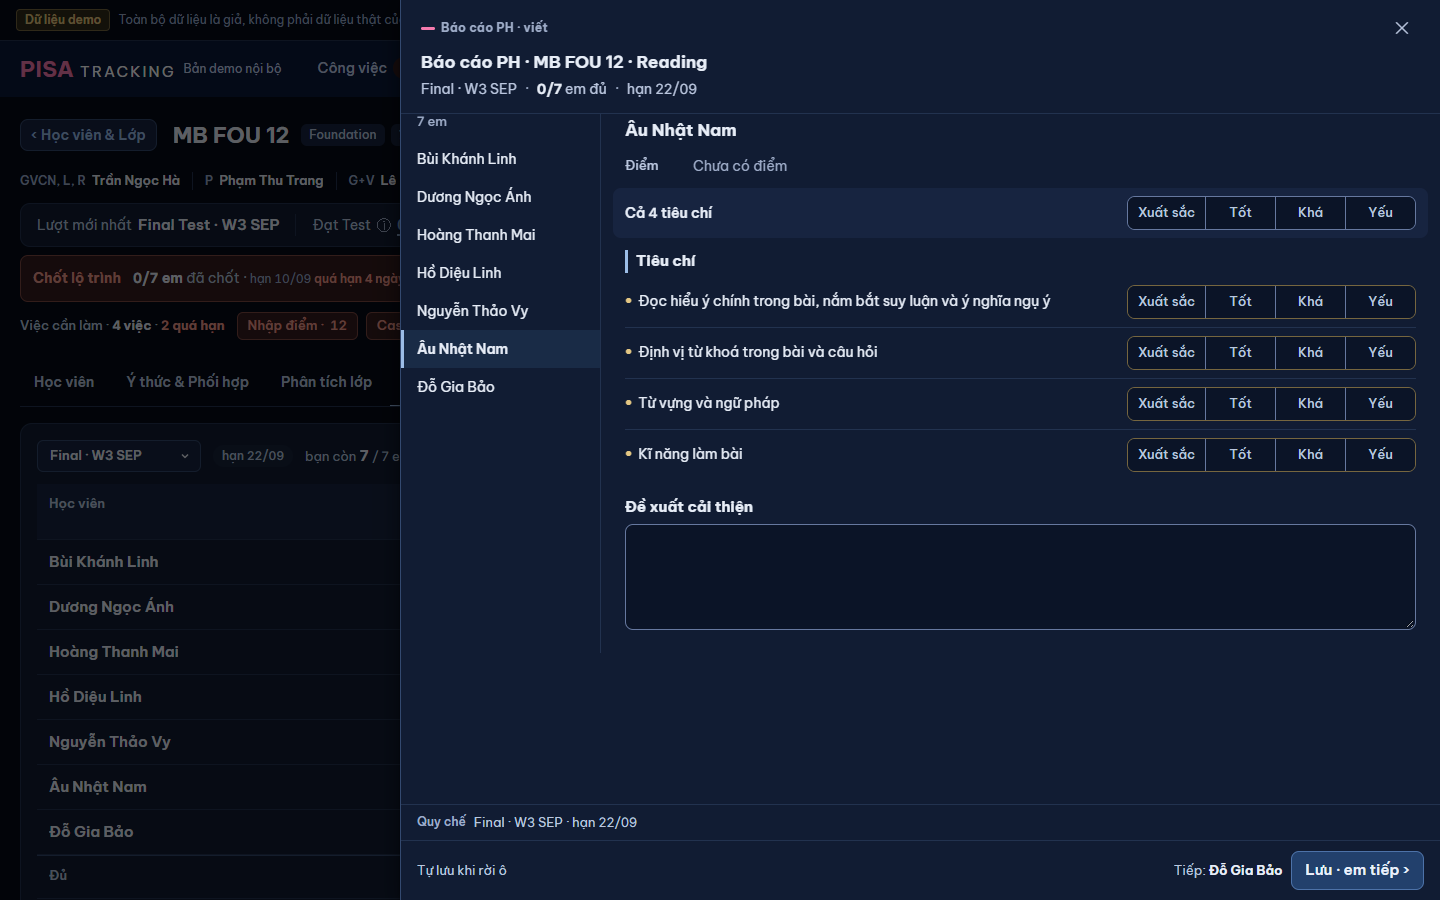 Dữ liệu demo Toàn bộ dữ liệu là giả, không phải dữ liệu thật
PISA TRACKING Bản demo nội bộ Công việc
‹ Học viên & Lớp MB FOU 12 Foundation
GVCN, L, R Trần Ngọc Hà P Phạm Thu Trang G+V Lê
Lượt mới nhất Final Test · W3 SEP Đạt Test
Chốt lộ trình 0/7 em đã chốt · hạn 10/09 quá hạn 4 ngày
Việc cần làm · 4 việc · 2 quá hạn Nhập điểm · 12
Học viên Ý thức & Phối hợp Phân tích lớp
Final · W3 SEP hạn 22/09 bạn còn 7 / 7
Học viên
Bùi Khánh Linh
Dương Ngọc Ánh
Hoàng Thanh Mai
Hồ Diệu Linh
Nguyễn Thảo Vy
Âu Nhật Nam
Đỗ Gia Bảo
Đủ
Báo cáo PH · viết
Báo cáo PH · MB FOU 12 · Reading
Final · W3 SEP · 0/7 em đủ · hạn 22/09
7 em
Bùi Khánh Linh
Dương Ngọc Ánh
Hoàng Thanh Mai
Hồ Diệu Linh
Nguyễn Thảo Vy
Âu Nhật Nam
Đỗ Gia Bảo
Âu Nhật Nam
Điểm Chưa có điểm
Cả 4 tiêu chí Xuất sắc Tốt Khá Yếu
Tiêu chí
• Đọc hiểu ý chính trong bài, nắm bắt suy luận và ý nghĩa ngụ ý Xuất sắc Tốt Khá Yếu
• Định vị từ khoá trong bài và câu hỏi Xuất sắc Tốt Khá Yếu
• Từ vựng và ngữ pháp Xuất sắc Tốt Khá Yếu
• Kĩ năng làm bài Xuất sắc Tốt Khá Yếu
Đề xuất cải thiện
Quy chế Final · W3 SEP · hạn 22/09
Tự lưu khi rời ô Tiếp: Đỗ Gia Bảo Lưu · em tiếp ›